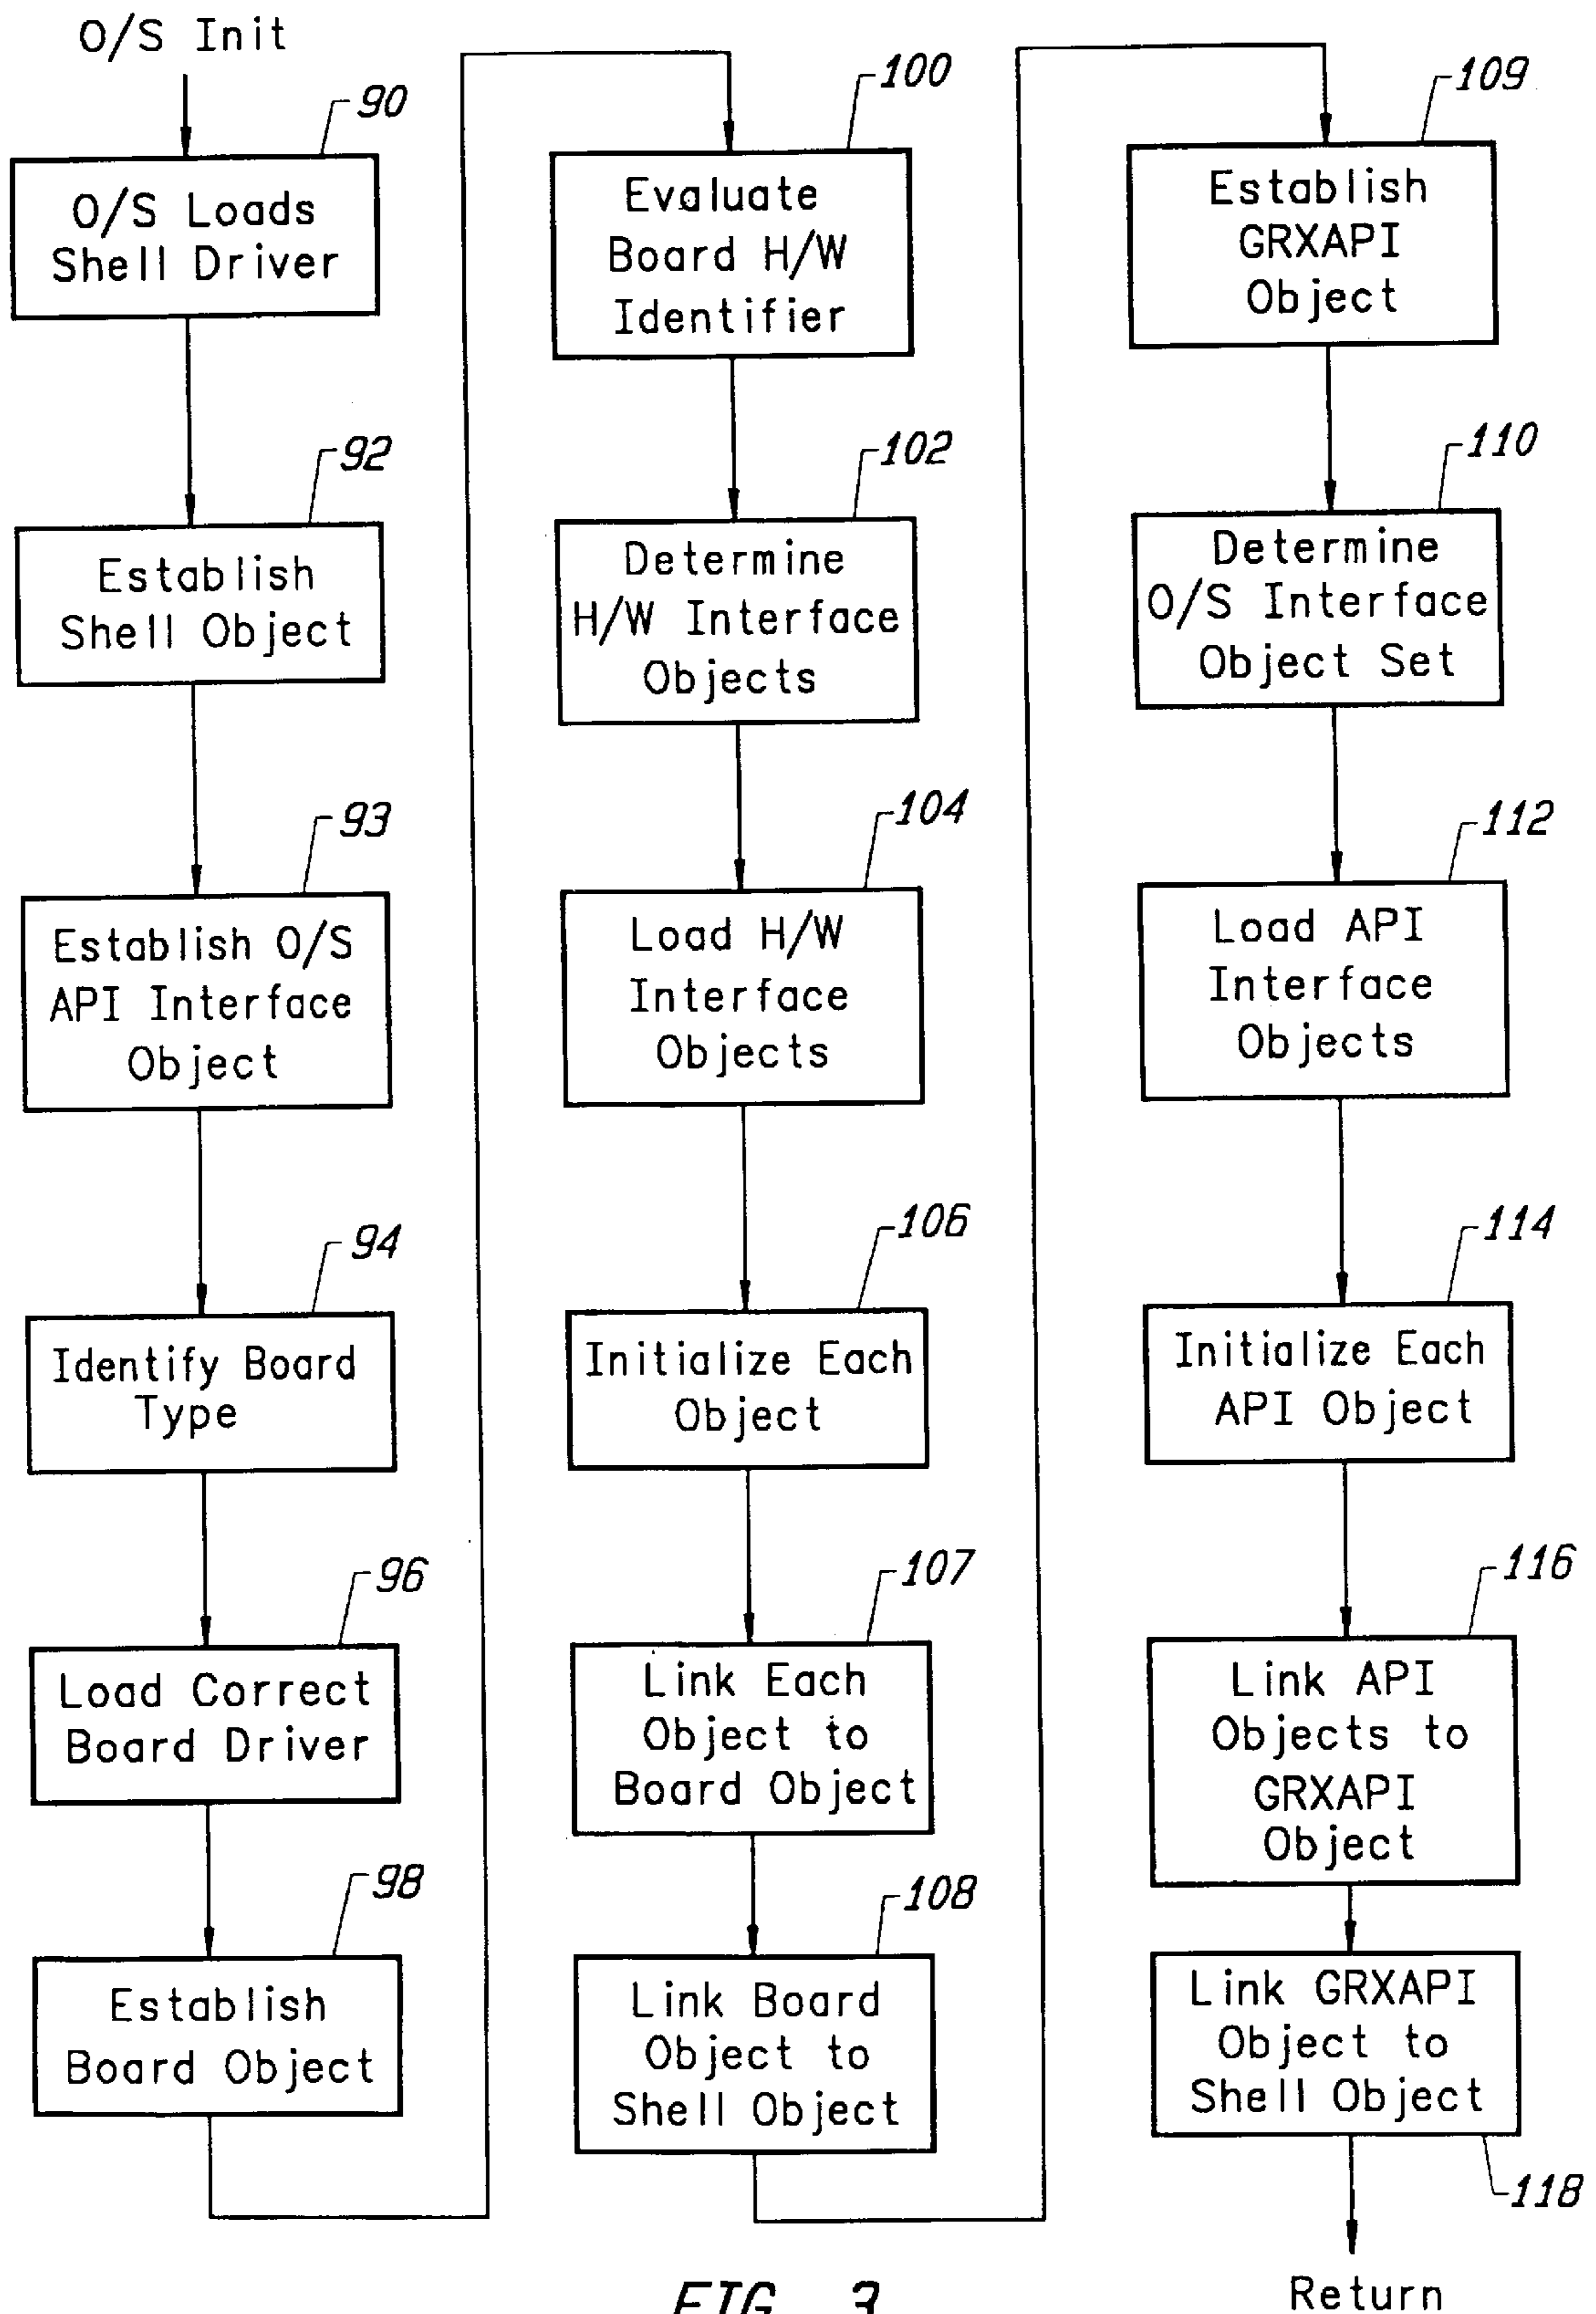 O/S Init
90
O/S Loads
Shell Driver
92
Establish
Shell Object
93
Establish O/S
API Interface
Object
94
Identify Board
Type
96
Load Correct
Board Driver
98
Establish
Board Object
100
Evaluate
Board H/W
Identifier
102
Determine
H/W Interface
Objects
104
Load H/W
Interface
Objects
106
Initialize Each
Object
107
Link Each
Object to
Board Object
108
Link Board
Object to
Shell Object
109
Establish
GRXAPI
Object
110
Determine
O/S Interface
Object Set
112
Load API
Interface
Objects
114
Initialize Each
API Object
116
Link API
Objects to
GRXAPI
Object
Link GRXAPI
Object to
Shell Object
118
Return
FIG. 3